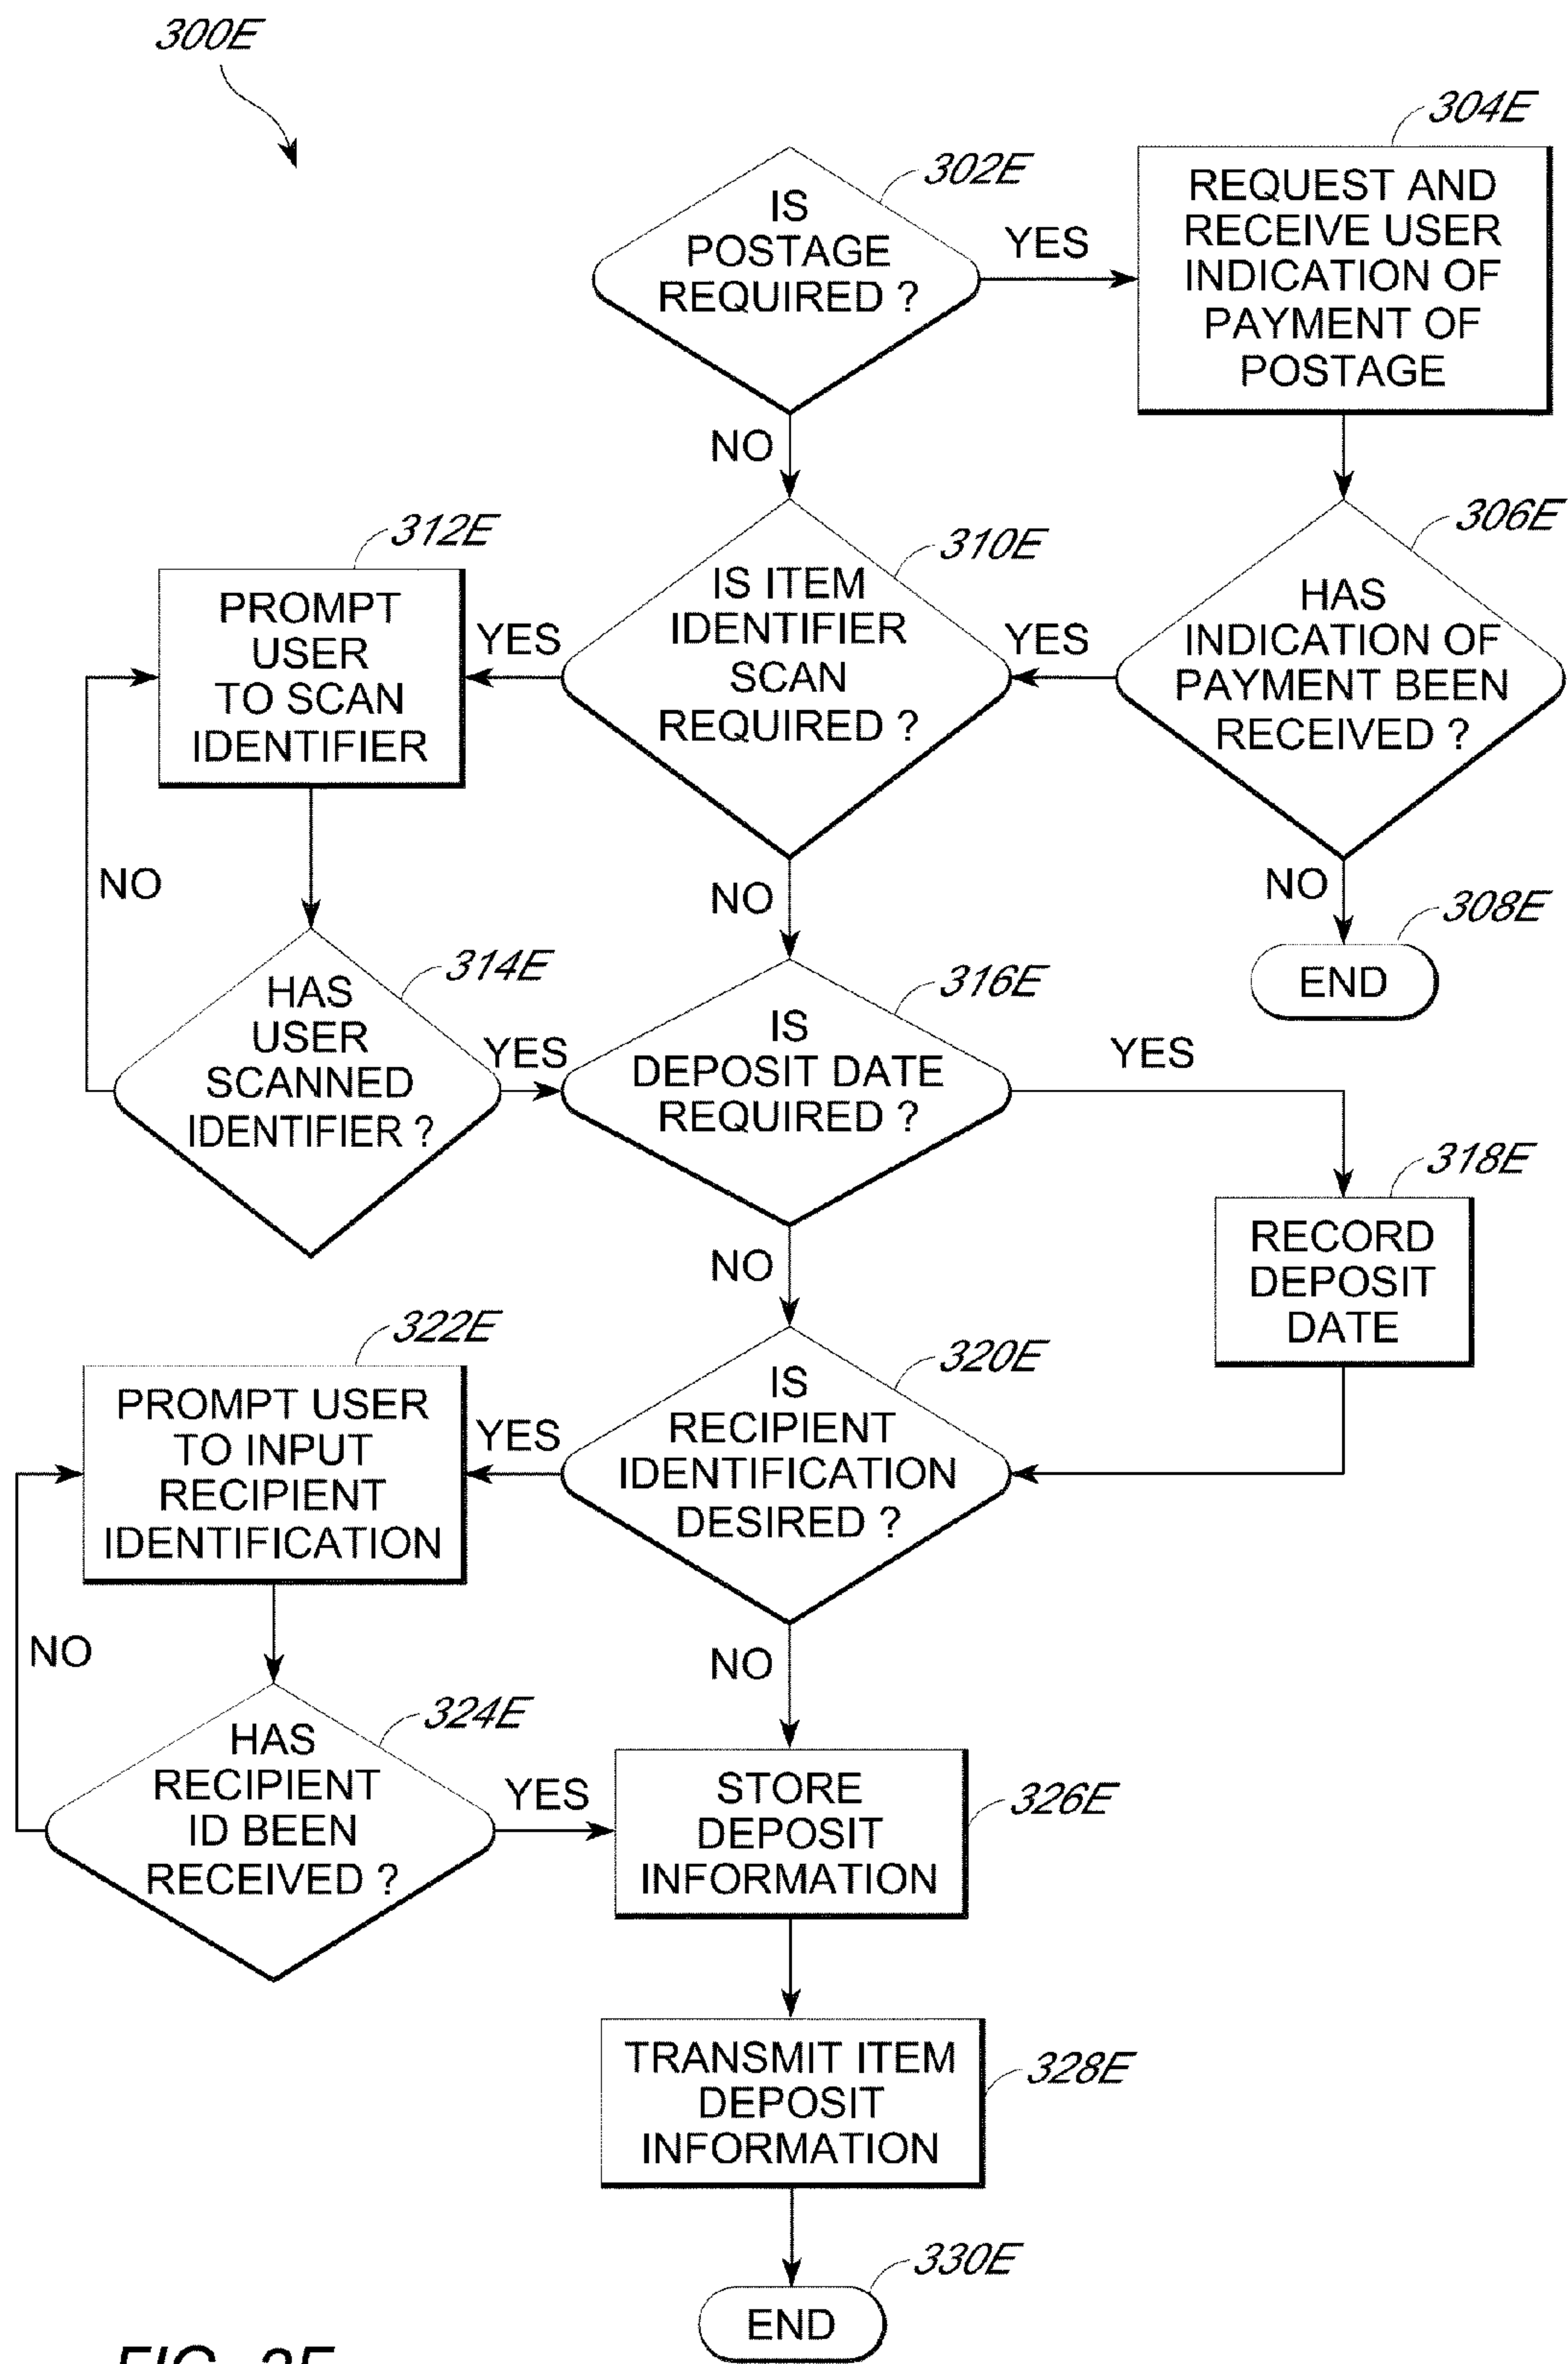 300E
304E
302E
IS
POSTAGE
REQUIRED ?
YES
REQUEST AND
RECEIVE USER
INDICATION OF
PAYMENT OF
POSTAGE
NO
312E
310E
306E
PROMPT
USER
TO SCAN
IDENTIFIER
YES
IS ITEM
IDENTIFIER
SCAN
REQUIRED ?
YES
HAS
INDICATION OF
PAYMENT BEEN
RECEIVED ?
NO
NO
NO
308E
END
314E
HAS
USER
SCANNED
IDENTIFIER ?
YES
316E
IS
DEPOSIT DATE
REQUIRED ?
YES
318E
RECORD
DEPOSIT
DATE
NO
322E
320E
PROMPT USER
TO INPUT
RECIPIENT
IDENTIFICATION
YES
IS
RECIPIENT
IDENTIFICATION
DESIRED ?
NO
NO
324E
HAS
RECIPIENT
ID BEEN
RECEIVED ?
YES
STORE
DEPOSIT
INFORMATION
326E
TRANSMIT ITEM
DEPOSIT
INFORMATION
328E
330E
END